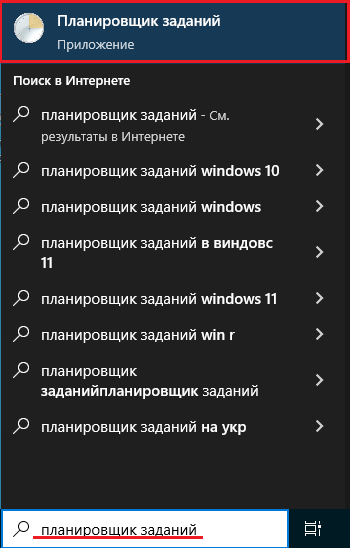 Планировщик заданий
Приложение
Поиск в Интернете
планировщик заданий - См.
результаты в Интернете
планировщик заданий windows 10
планировщик заданий windows
планировщик заданий в виндовс
11
планировщик заданий windows 11
планировщик заданий win r
планировщик
заданийпланировщик заданий
планировщик заданий на укр
планировщик заданий